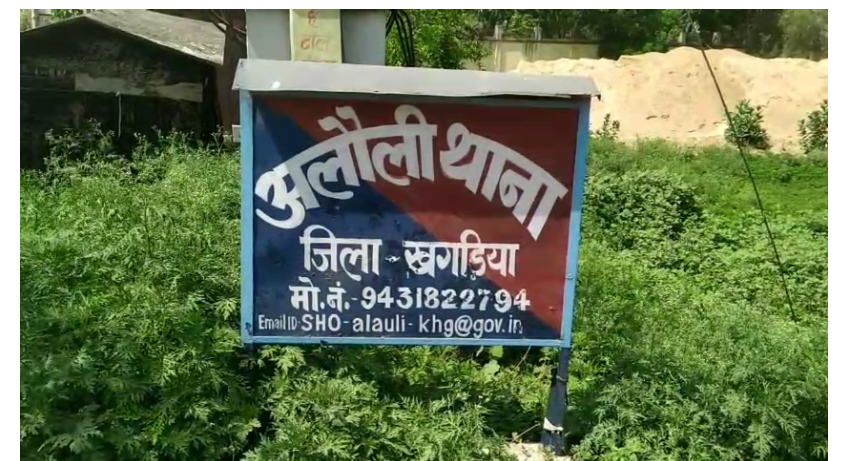 अलौली थाना
जिला - खगड़िया
मो.नं.-9431822794
Email ID-SHO-alauli-khg@gov.in